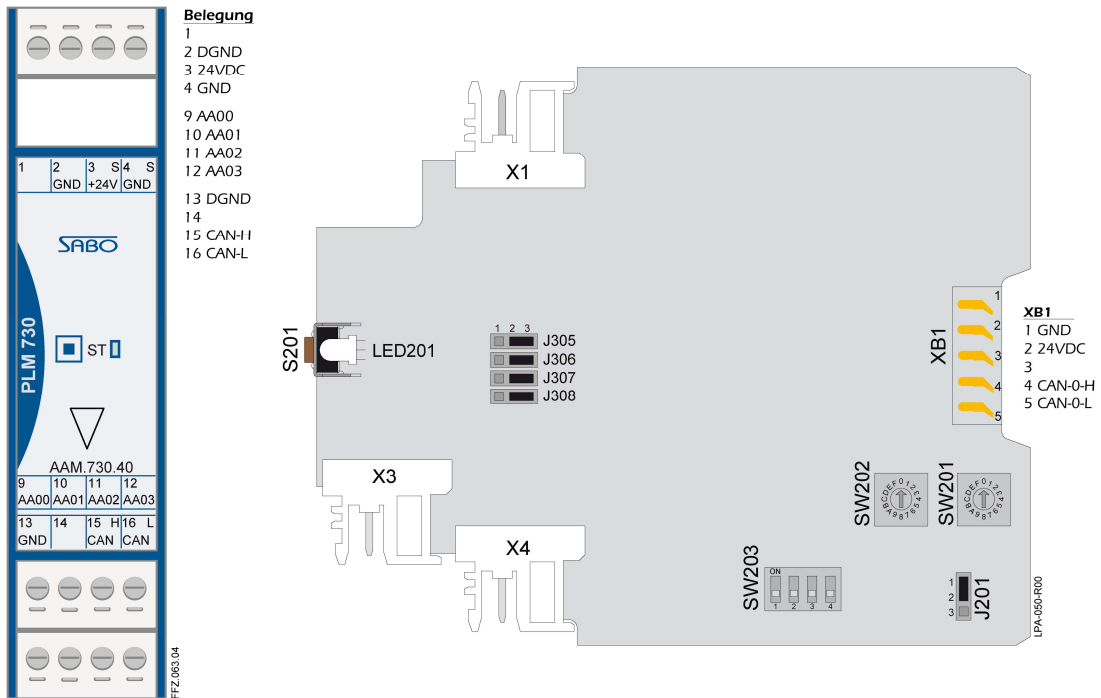 Belegung
1
2 DGND
3 24VDC
4 GND
9 AA00
10 AA01
11 AA02
12 AA03
13 DGND
14
15 CAN-H
16 CAN-L
1 2 3 S 4 S
GND +24V GND
SABO
PLM 730
ST
AAM.730.40
9 10 11 12
AA00 AA01 AA02 AA03
13 14 15 H 16 L
GND CAN CAN
FFZ.063.04
X1
S201
LED201
1 2 3
J305
J306
J307
J308
X3
X4
XB1
1
2
3
4
5
XB1
1 GND
2 24VDC
3
4 CAN-0-H
5 CAN-0-L
SW202
0123456789ABCDEF
SW201
0123456789ABCDEF
SW203
ON
1 2 3 4
1
2
3
J201
LPA-050-R00